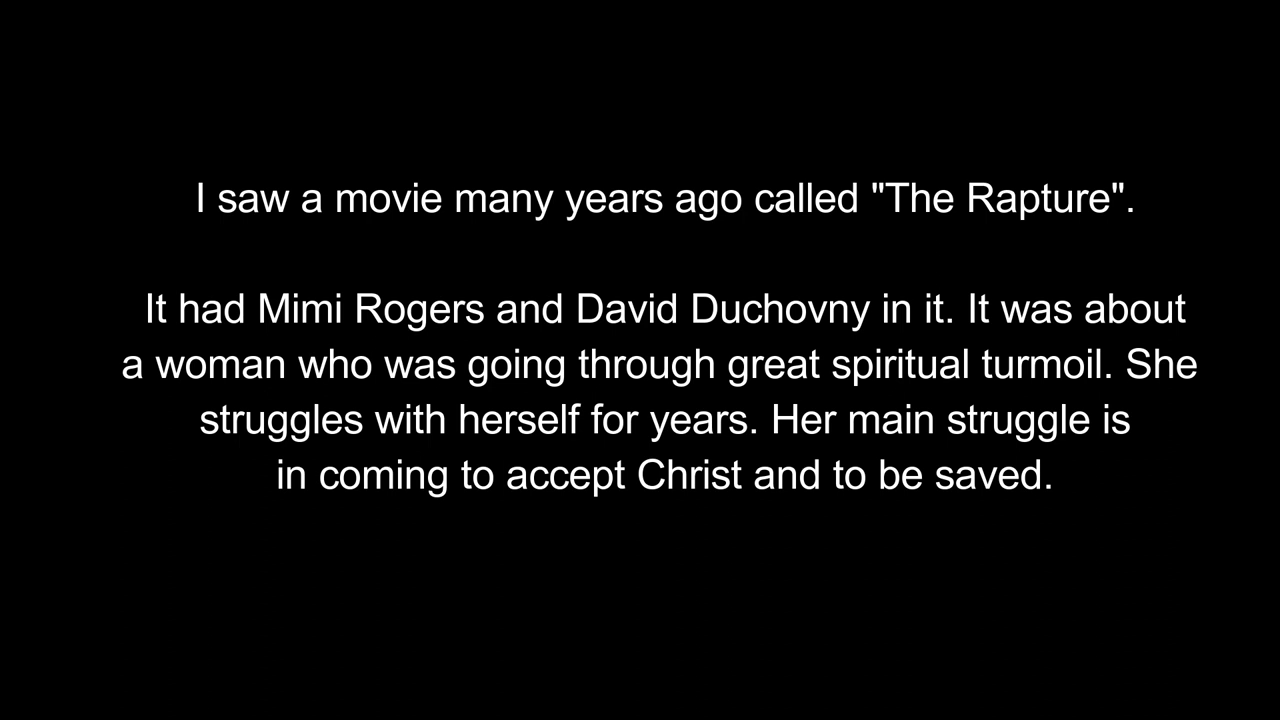 I saw a movie many years ago called "The Rapture".
It had Mimi Rogers and David Duchovny in it. It was about
a woman who was going through great spiritual turmoil. She
struggles with herself for years. Her main struggle is
in coming to accept Christ and to be saved.